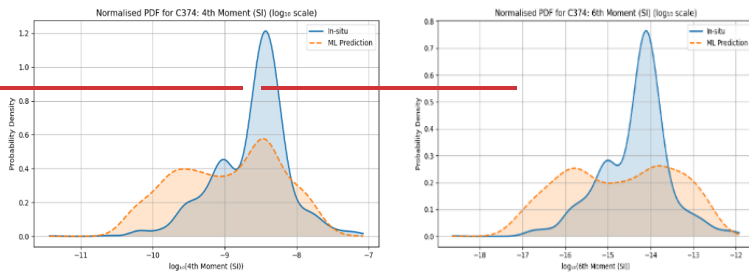 Normalised PDF for C374: 4th Moment (SI) (log₁₀ scale)
In-situ
ML Prediction
1.2
1.0
0.8
0.6
0.4
0.2
0.0
Probability Density
−11
−10
−9
−8
−7
log₁₀(4th Moment (SI))
Normalised PDF for C374: 6th Moment (SI) (log₁₀ scale)
In-situ
ML Prediction
0.8
0.7
0.6
0.5
0.4
0.3
0.2
0.1
0.0
Probability Density
−18
−17
−16
−15
−14
−13
−12
log₁₀(6th Moment (SI))